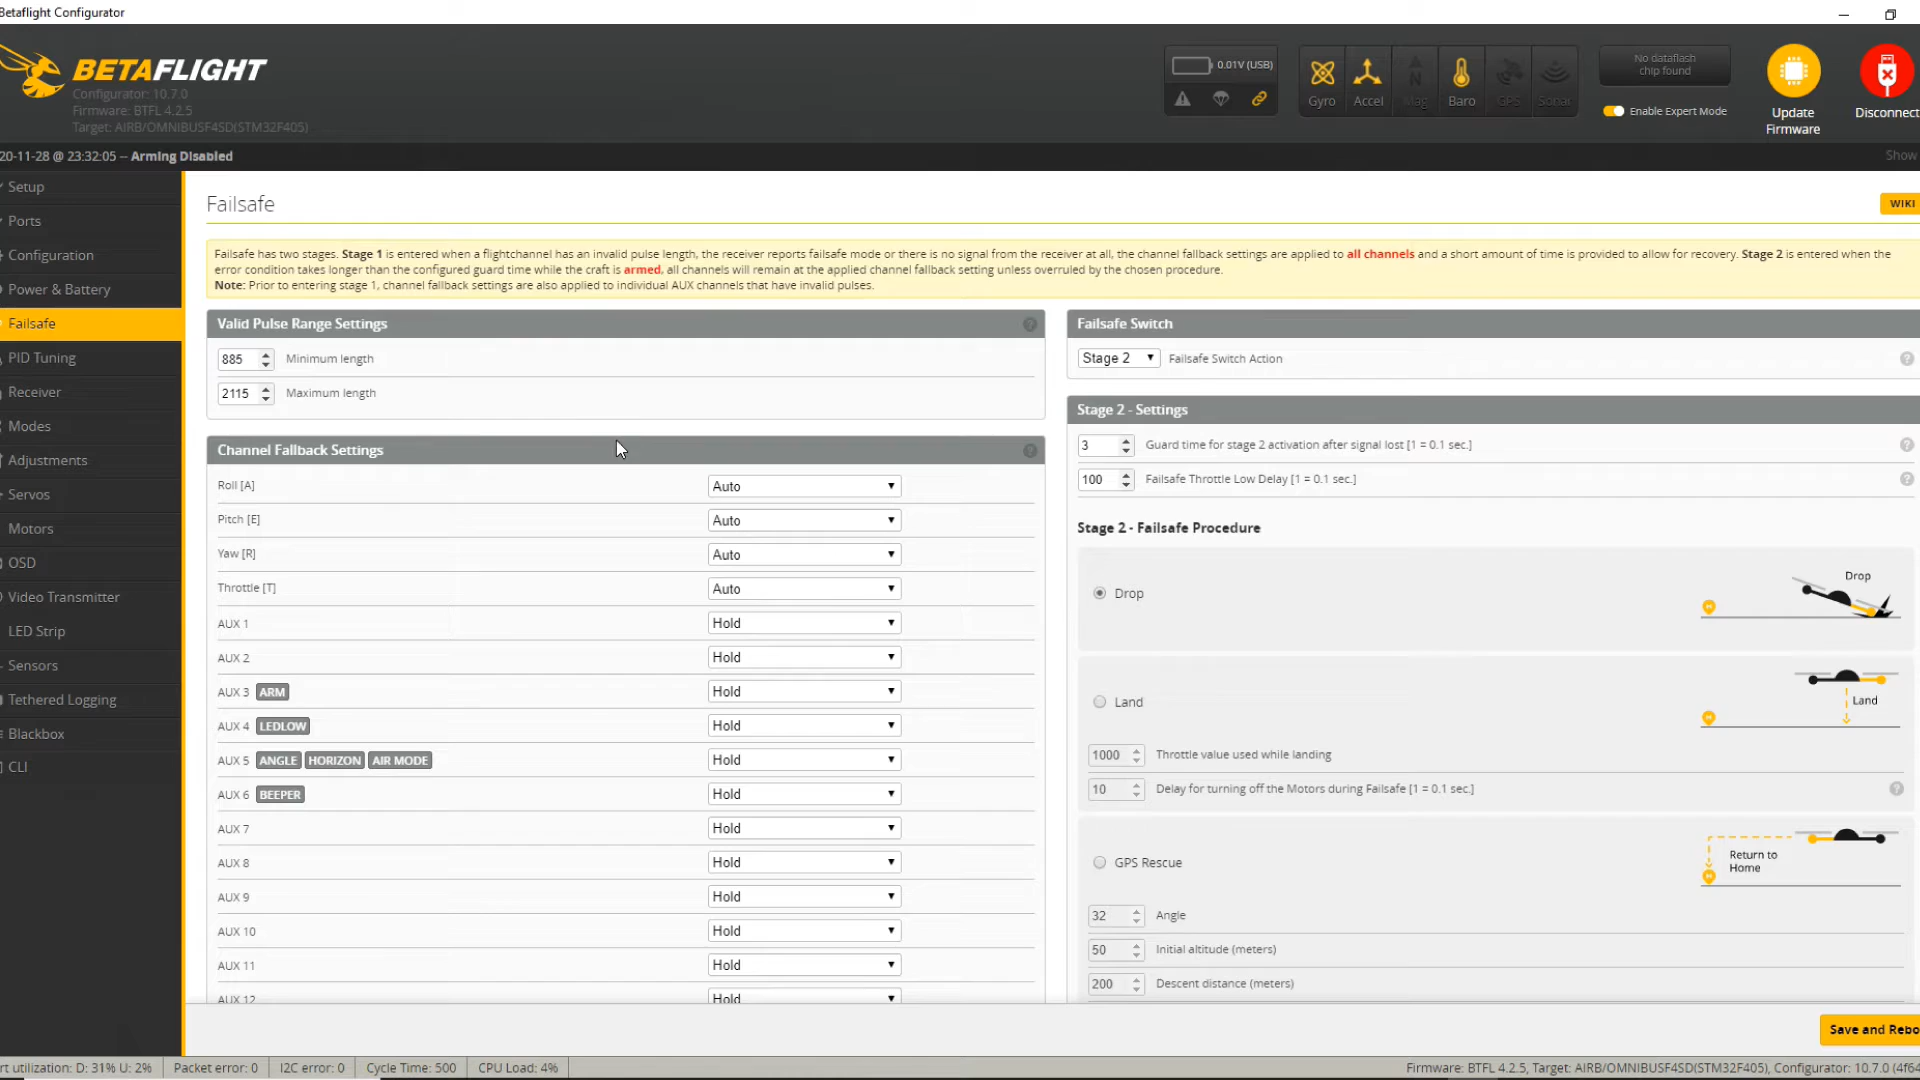 Betaflight Configurator
BETAFLIGHT
Configurator: 10.7.0
Firmware: BTFL 4.2.5
Target: AIRB/OMNIBUSF4SD(STM32F405)
0.01V (USB)
Gyro
Accel
Mag
Baro
GPS
Sonar
No dataflash
chip found
Enable Expert Mode
Update
Firmware
Disconnect
20-11-28 @ 23:32:05 -- Arming Disabled
Show
Setup
Ports
Configuration
Power & Battery
Failsafe
PID Tuning
Receiver
Modes
Adjustments
Servos
Motors
OSD
Video Transmitter
LED Strip
Sensors
Tethered Logging
Blackbox
CLI
Failsafe
WIKI
Failsafe has two stages. Stage 1 is entered when a flightchannel has an invalid pulse length, the receiver reports failsafe mode or there is no signal from the receiver at all, the channel fallback settings are applied to all channels and a short amount of time is provided to allow for recovery. Stage 2 is entered when the
error condition takes longer than the configured guard time while the craft is armed, all channels will remain at the applied channel fallback setting unless overruled by the chosen procedure.
Note: Prior to entering stage 1, channel fallback settings are also applied to individual AUX channels that have invalid pulses.
Valid Pulse Range Settings
885 Minimum length
2115 Maximum length
Channel Fallback Settings
Roll [A] Auto
Pitch [E] Auto
Yaw [R] Auto
Throttle [T] Auto
AUX 1 Hold
AUX 2 Hold
AUX 3 ARM Hold
AUX 4 LEDLOW Hold
AUX 5 ANGLE HORIZON AIR MODE Hold
AUX 6 BEEPER Hold
AUX 7 Hold
AUX 8 Hold
AUX 9 Hold
AUX 10 Hold
AUX 11 Hold
AUX 12 Hold
Failsafe Switch
Stage 2 Failsafe Switch Action
Stage 2 - Settings
3 Guard time for stage 2 activation after signal lost [1 = 0.1 sec.]
100 Failsafe Throttle Low Delay [1 = 0.1 sec.]
Stage 2 - Failsafe Procedure
Drop
Drop
Land
Land
1000 Throttle value used while landing
10 Delay for turning off the Motors during Failsafe [1 = 0.1 sec.]
GPS Rescue
Return to
Home
32 Angle
50 Initial altitude (meters)
200 Descent distance (meters)
Save and Rebo
rt utilization: D: 31% U: 2% Packet error: 0 I2C error: 0 Cycle Time: 500 CPU Load: 4% Firmware: BTFL 4.2.5, Target: AIRB/OMNIBUSF4SD(STM32F405), Configurator: 10.7.0 (4f64